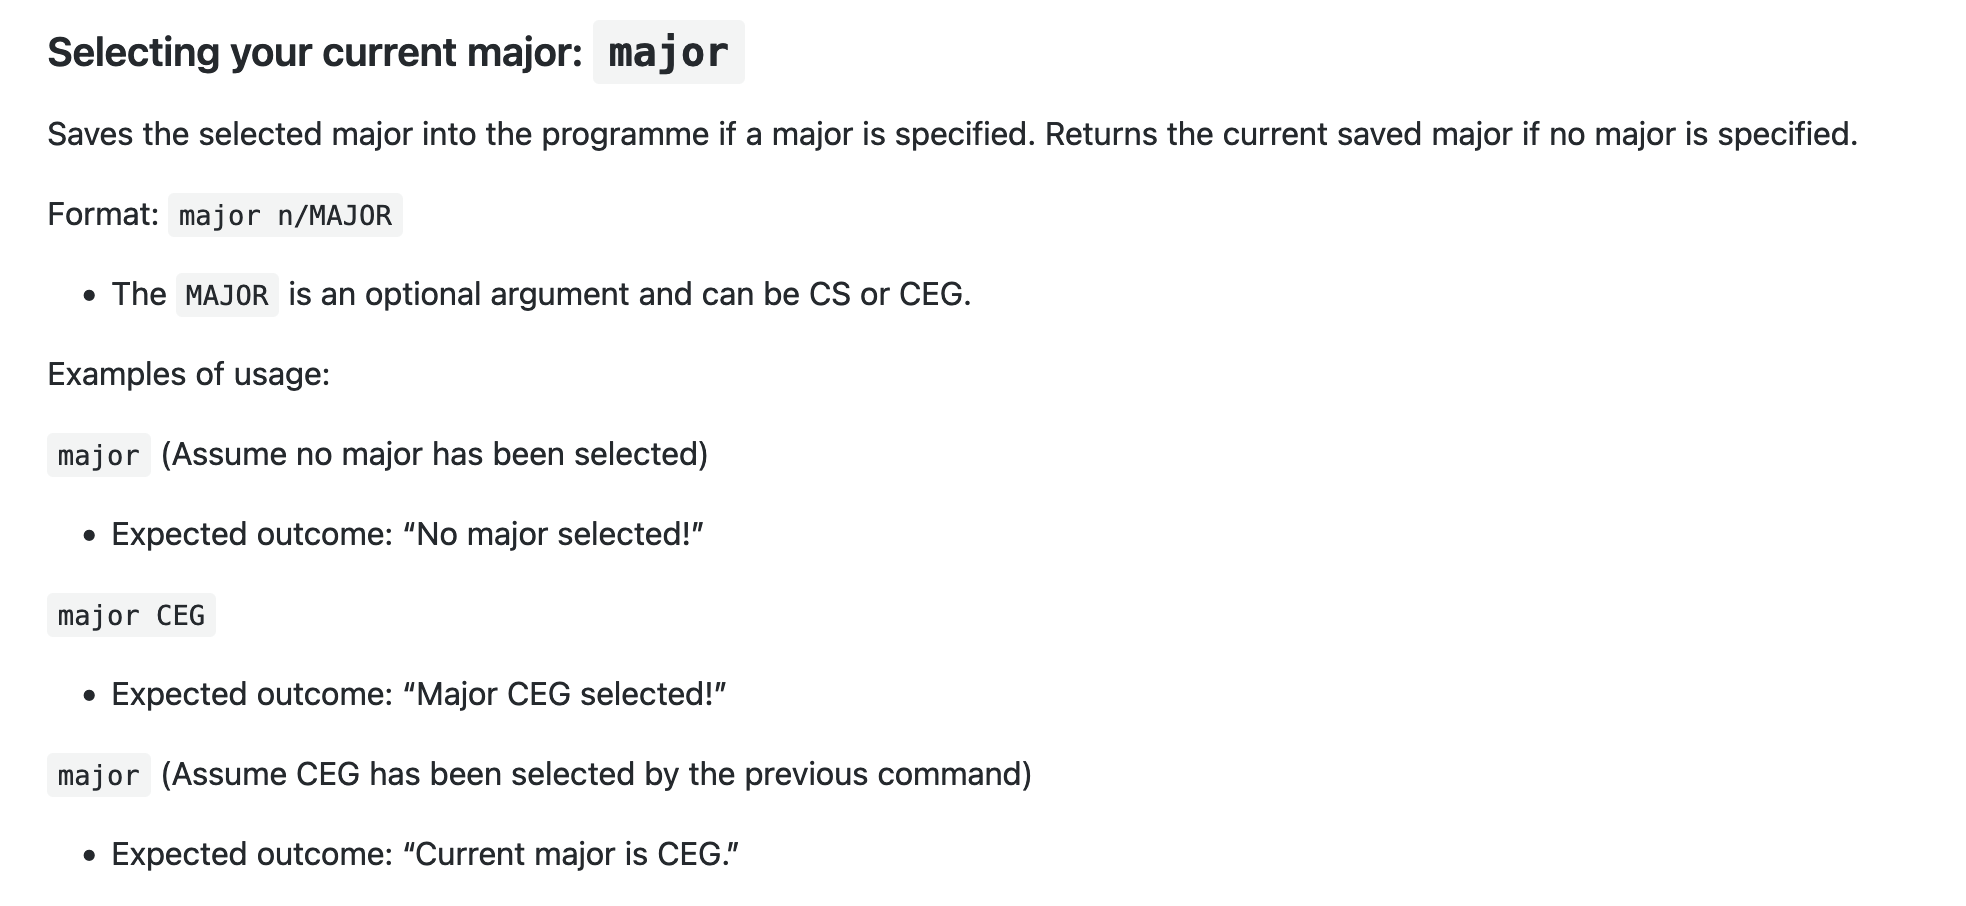 Selecting your current major: major
Saves the selected major into the programme if a major is specified. Returns the current saved major if no major is specified.
Format: major n/MAJOR
• The MAJOR is an optional argument and can be CS or CEG.
Examples of usage:
major (Assume no major has been selected)
• Expected outcome: “No major selected!”
major CEG
• Expected outcome: “Major CEG selected!”
major (Assume CEG has been selected by the previous command)
• Expected outcome: “Current major is CEG.”